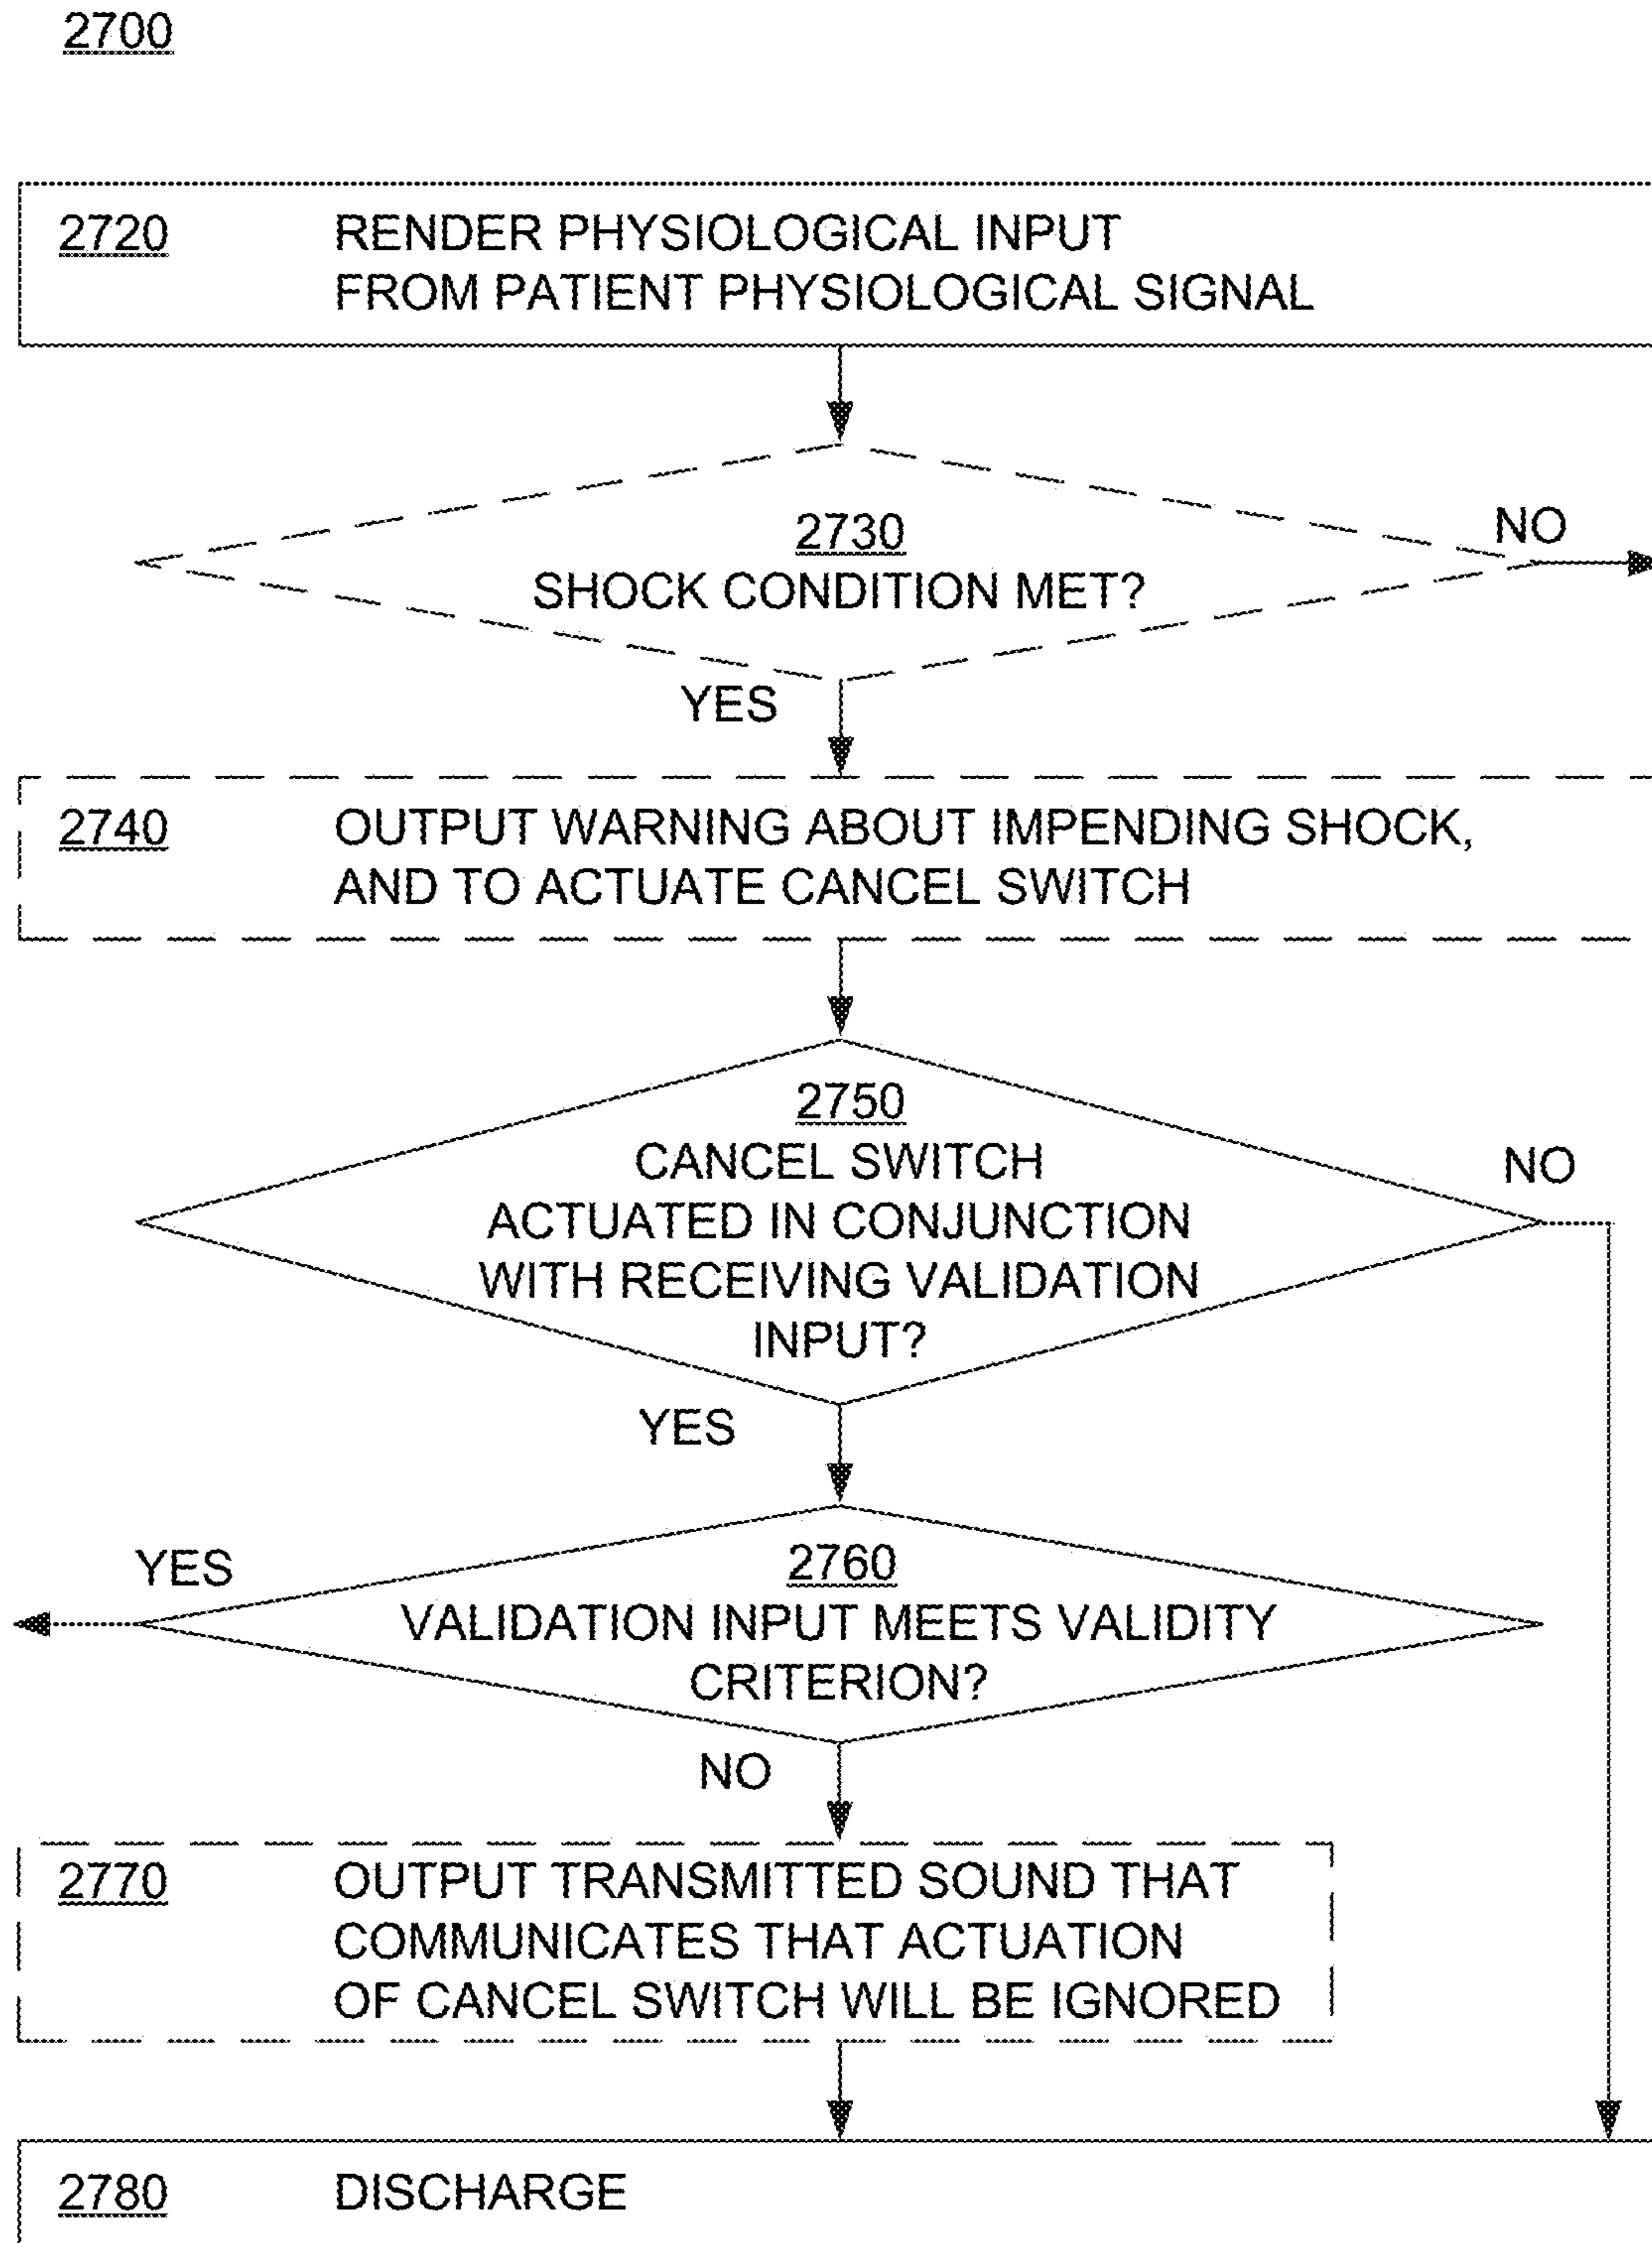 2700
2720 RENDER PHYSIOLOGICAL INPUT
FROM PATIENT PHYSIOLOGICAL SIGNAL
2730
SHOCK CONDITION MET?
NO
YES
2740 OUTPUT WARNING ABOUT IMPENDING SHOCK,
AND TO ACTUATE CANCEL SWITCH
2750
CANCEL SWITCH
ACTUATED IN CONJUNCTION
WITH RECEIVING VALIDATION
INPUT?
NO
YES
2760
VALIDATION INPUT MEETS VALIDITY
CRITERION?
YES
NO
2770 OUTPUT TRANSMITTED SOUND THAT
COMMUNICATES THAT ACTUATION
OF CANCEL SWITCH WILL BE IGNORED
2780 DISCHARGE